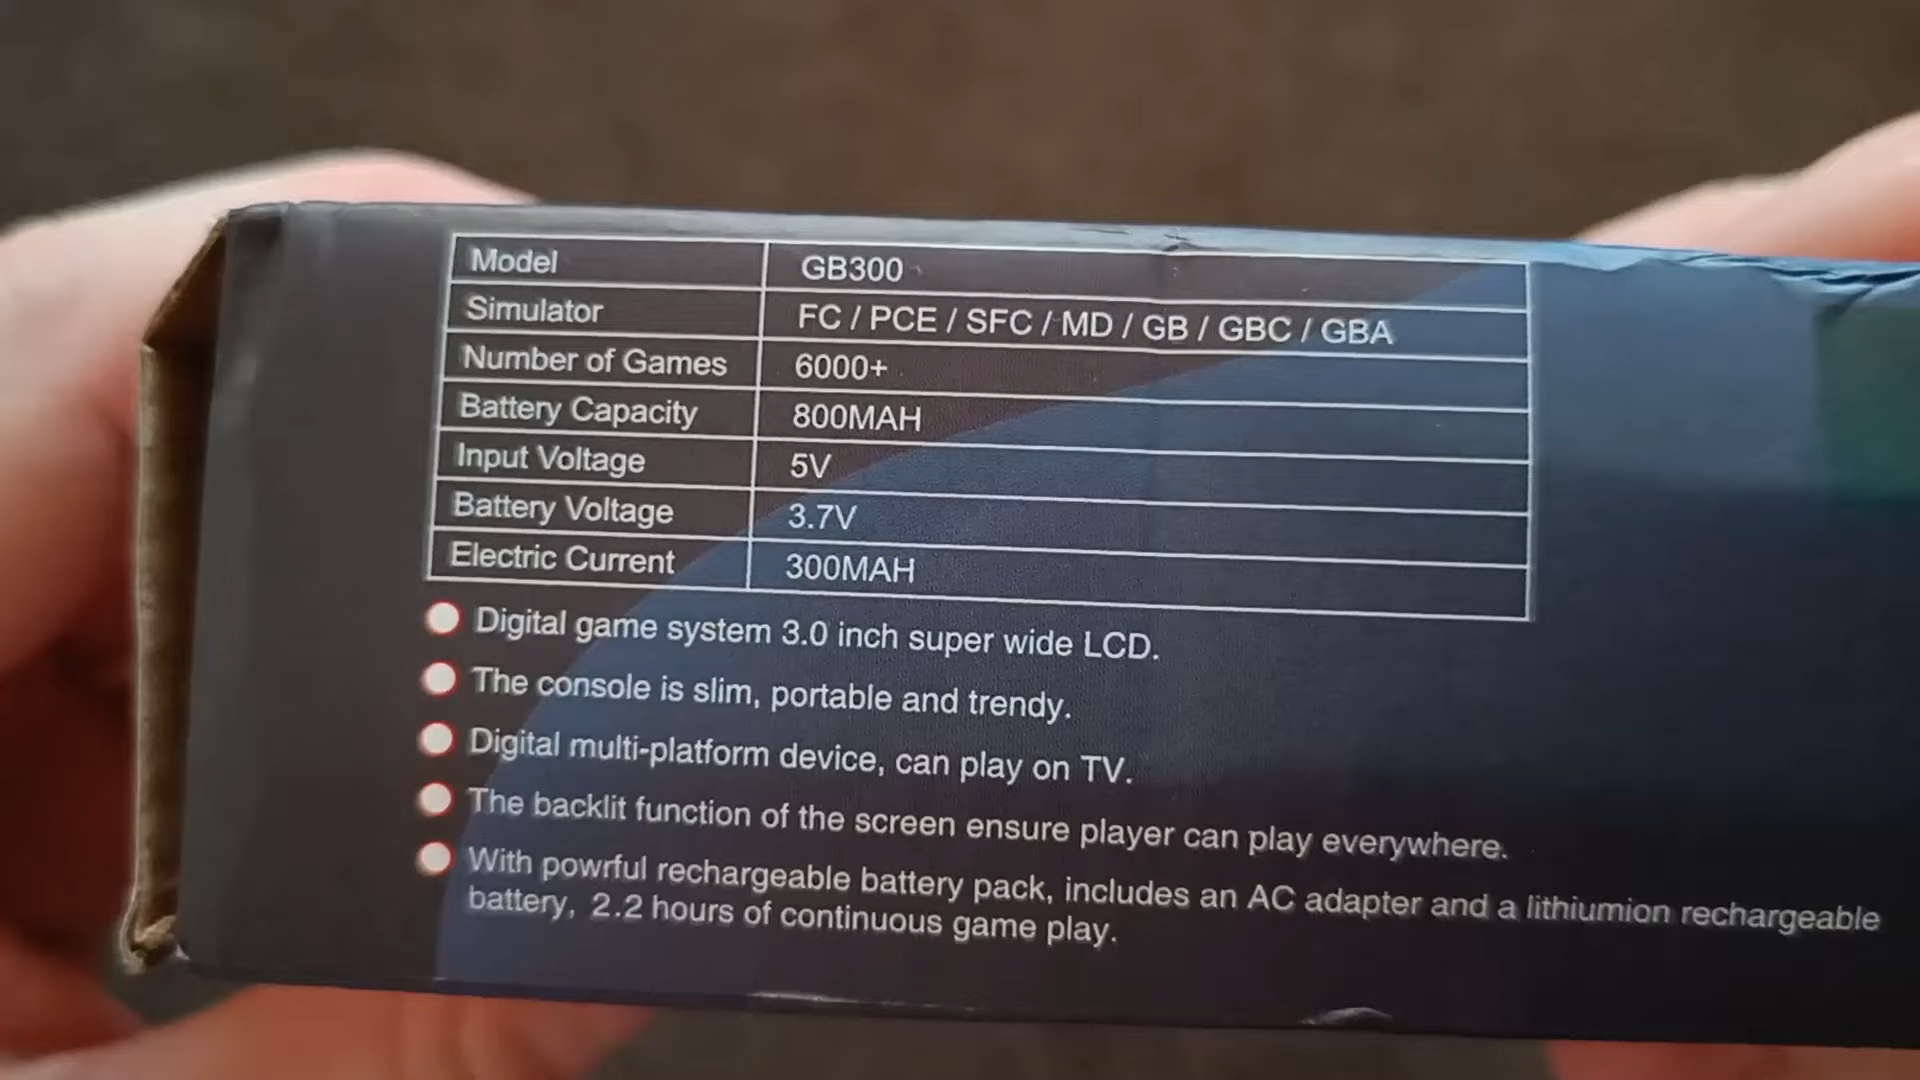 Model GB300
Simulator FC / PCE / SFC / MD / GB / GBC / GBA
Number of Games 6000+
Battery Capacity 800MAH
Input Voltage 5V
Battery Voltage 3.7V
Electric Current 300MAH
Digital game system 3.0 inch super wide LCD.
The console is slim, portable and trendy.
Digital multi-platform device, can play on TV.
The backlit function of the screen ensure player can play everywhere.
With powrful rechargeable battery pack, includes an AC adapter and a lithiumion rechargeable
battery, 2.2 hours of continuous game play.